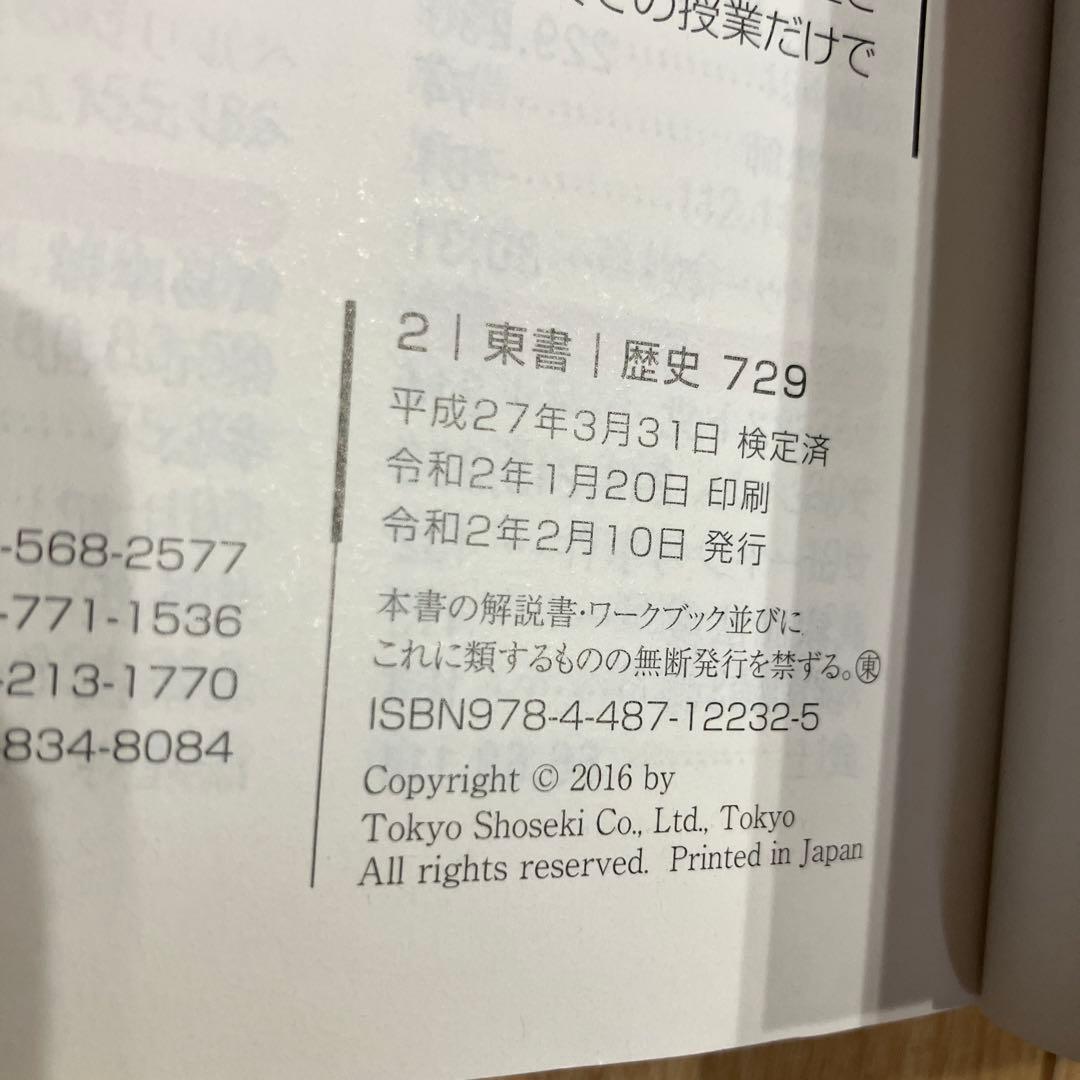 の授業だけで
2｜東書｜歴史 729
平成27年3月31日 検定済
令和2年1月20日 印刷
令和2年2月10日 発行
-568-2577
-771-1536
-213-1770
-834-8084
本書の解説書・ワークブック並びに
これに類するものの無断発行を禁ずる。㊐
ISBN978-4-487-12232-5
Copyright © 2016 by
Tokyo Shoseki Co., Ltd., Tokyo
All rights reserved. Printed in Japan